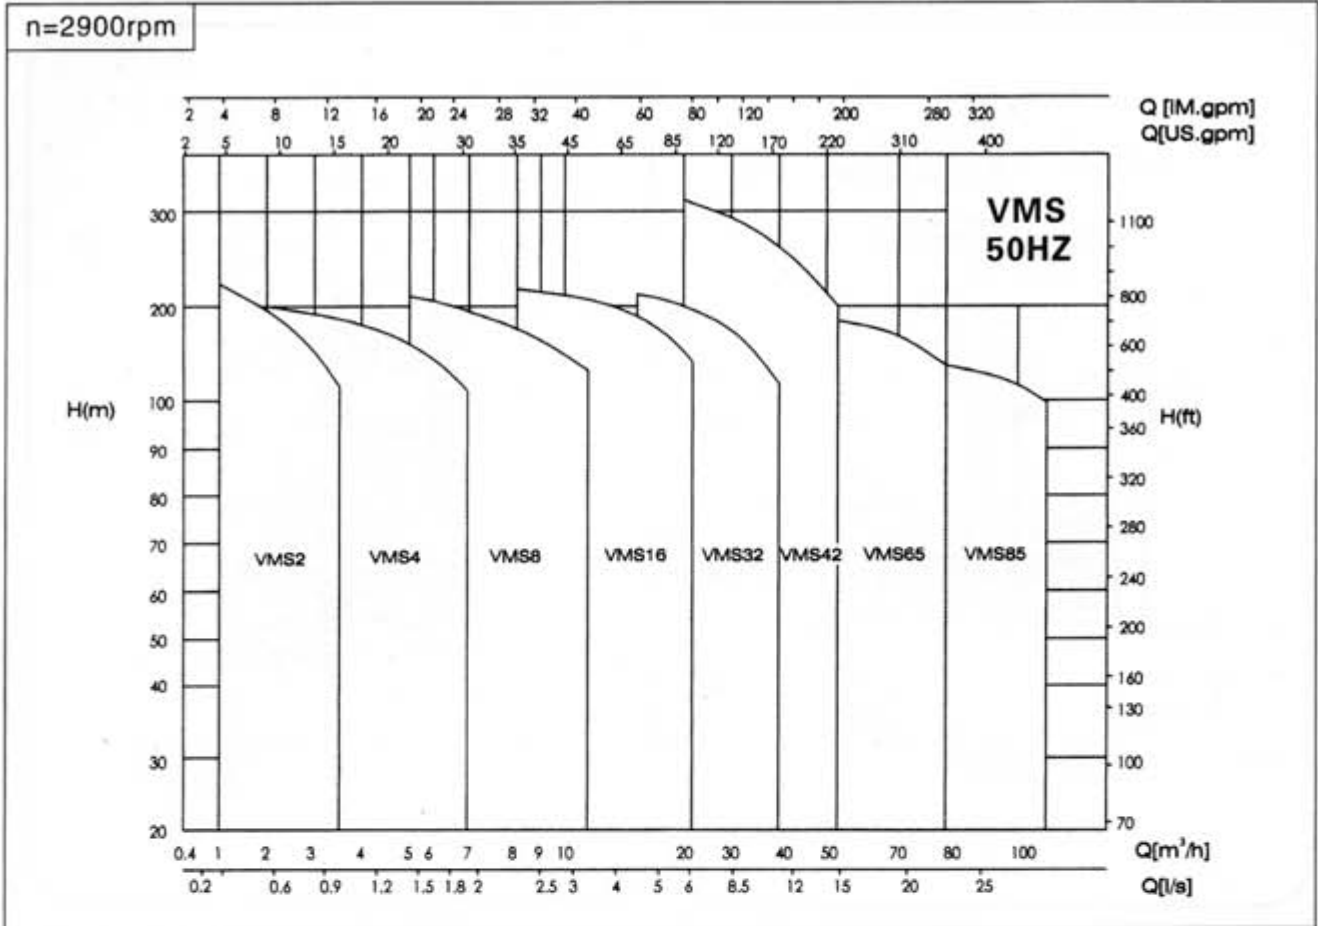 n=2900rpm
2 4 8 12 16 20 24 28 32 40 60 80 120 200 280 320 Q [IM.gpm]
2 5 10 15 20 30 35 45 65 85 120 170 220 310 400 Q[US.gpm]
VMS
50HZ
300 1100
200 800
600
100 400
H(m) H(ft)
360
90
320
80
280
70
VMS2 VMS4 VMS8 VMS16 VMS32 VMS42 VMS65 VMS85
240
60
200
50
160
40
130
30 100
20 70
0.4 1 2 3 4 5 6 7 8 9 10 20 30 40 50 70 80 100 Q[m³/h]
0.2 0.6 0.9 1.2 1.5 1.8 2 2.5 3 4 5 6 8.5 12 15 20 25 Q[l/s]